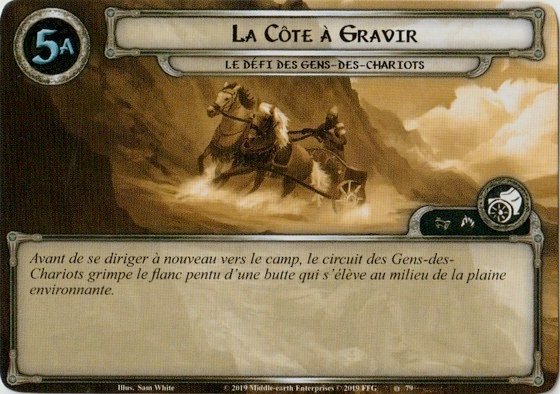 5A
La Côte à Gravir
Le Défi des Gens-des-Chariots
Avant de se diriger à nouveau vers le camp, le circuit des Gens-des-
Chariots grimpe le flanc pentu d'une butte qui s'élève au milieu de la plaine
environnante.
Illus. Sam White © 2019 Middle-earth Enterprises © 2019 FFG 79